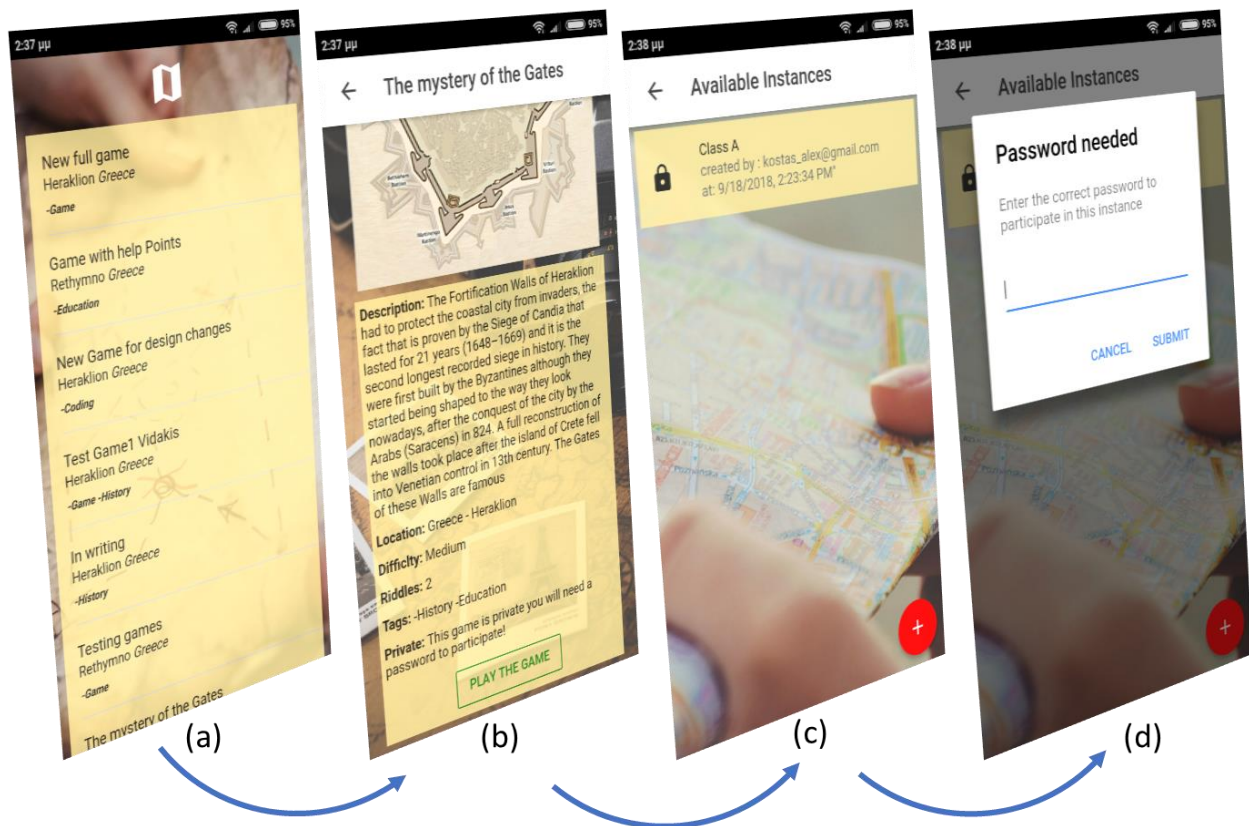 2:37 μμ
95%
New full game
Heraklion Greece
-Game
Game with help Points
Rethymno Greece
-Education
New Game for design changes
Heraklion Greece
-Coding
Test Game1 Vidakis
Heraklion Greece
-Game -History
In writing
Heraklion Greece
-History
Testing games
Rethymno Greece
-Game
The mystery of the Gates
(a)
2:37 μμ
95%
The mystery of the Gates
Description: The Fortification Walls of Heraklion
had to protect the coastal city from invaders, the
fact that is proven by the Siege of Candia that
lasted for 21 years (1648–1669) and it is the
second longest recorded siege in history. They
were first built by the Byzantines although they
started being shaped to the way they look
nowadays, after the conquest of the city by the
Arabs (Saracens) in 824. A full reconstruction of
the walls took place after the island of Crete fell
into Venetian control in 13th century. The Gates
of these Walls are famous
Location: Greece - Heraklion
Difficlty: Medium
Riddles: 2
Tags: -History -Education
Private: This game is private you will need a
password to participate!
PLAY THE GAME
(b)
2:38 μμ
95%
Available Instances
Class A
created by : kostas_alex@gmail.com
at: 9/18/2018, 2:23:34 PM"
+
(c)
2:38 μμ
95%
Available Instances
Password needed
Enter the correct password to
participate in this instance
CANCEL SUBMIT
+
(d)